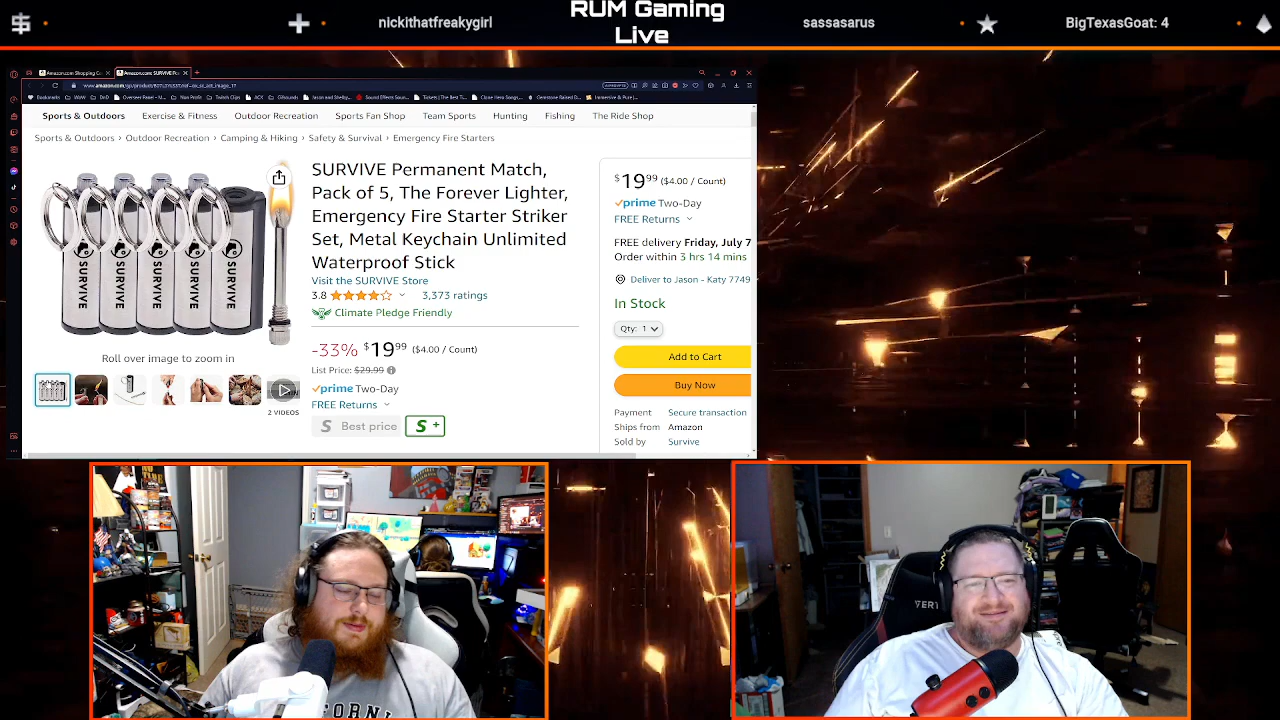 nickithatfreakygirl
RUM Gaming
Live
sassasarus
BigTexasGoat: 4
Sports & Outdoors
Exercise & Fitness
Outdoor Recreation
Sports Fan Shop
Team Sports
Hunting
Fishing
The Ride Shop
Sports & Outdoors › Outdoor Recreation › Camping & Hiking › Safety & Survival › Emergency Fire Starters
SURVIVE
SURVIVE
SURVIVE
SURVIVE
SURVIVE
Roll over image to zoom in
2 VIDEOS
SURVIVE Permanent Match,
Pack of 5, The Forever Lighter,
Emergency Fire Starter Striker
Set, Metal Keychain Unlimited
Waterproof Stick
Visit the SURVIVE Store
3.8 3,373 ratings
Climate Pledge Friendly
-33% $19 99 ($4.00 / Count)
List Price: $29.99
prime Two-Day
FREE Returns
S Best price S +
$19 99 ($4.00 / Count)
prime Two-Day
FREE Returns
FREE delivery Friday, July 7
Order within 3 hrs 14 mins
Deliver to Jason - Katy 7749
In Stock
Qty: 1
Add to Cart
Buy Now
Payment Secure transaction
Ships from Amazon
Sold by Survive
VERT